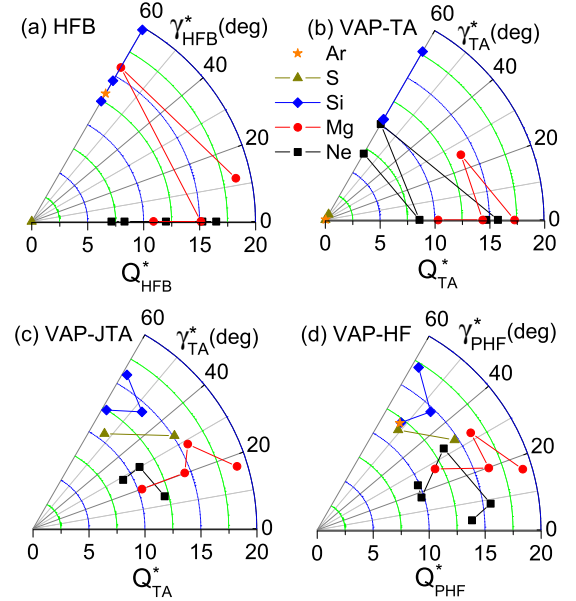 (a) HFB
60
γ*HFB(deg)
40
20
0
0 5 10 15 20
Q*HFB
(b) VAP-TA
60
γ*TA(deg)
40
20
0
0 5 10 15 20
Q*TA
Ar
S
Si
Mg
Ne
(c) VAP-JTA
60
γ*TA(deg)
40
20
0
0 5 10 15 20
Q*TA
(d) VAP-HF
60
γ*PHF(deg)
40
20
0
0 5 10 15 20
Q*PHF